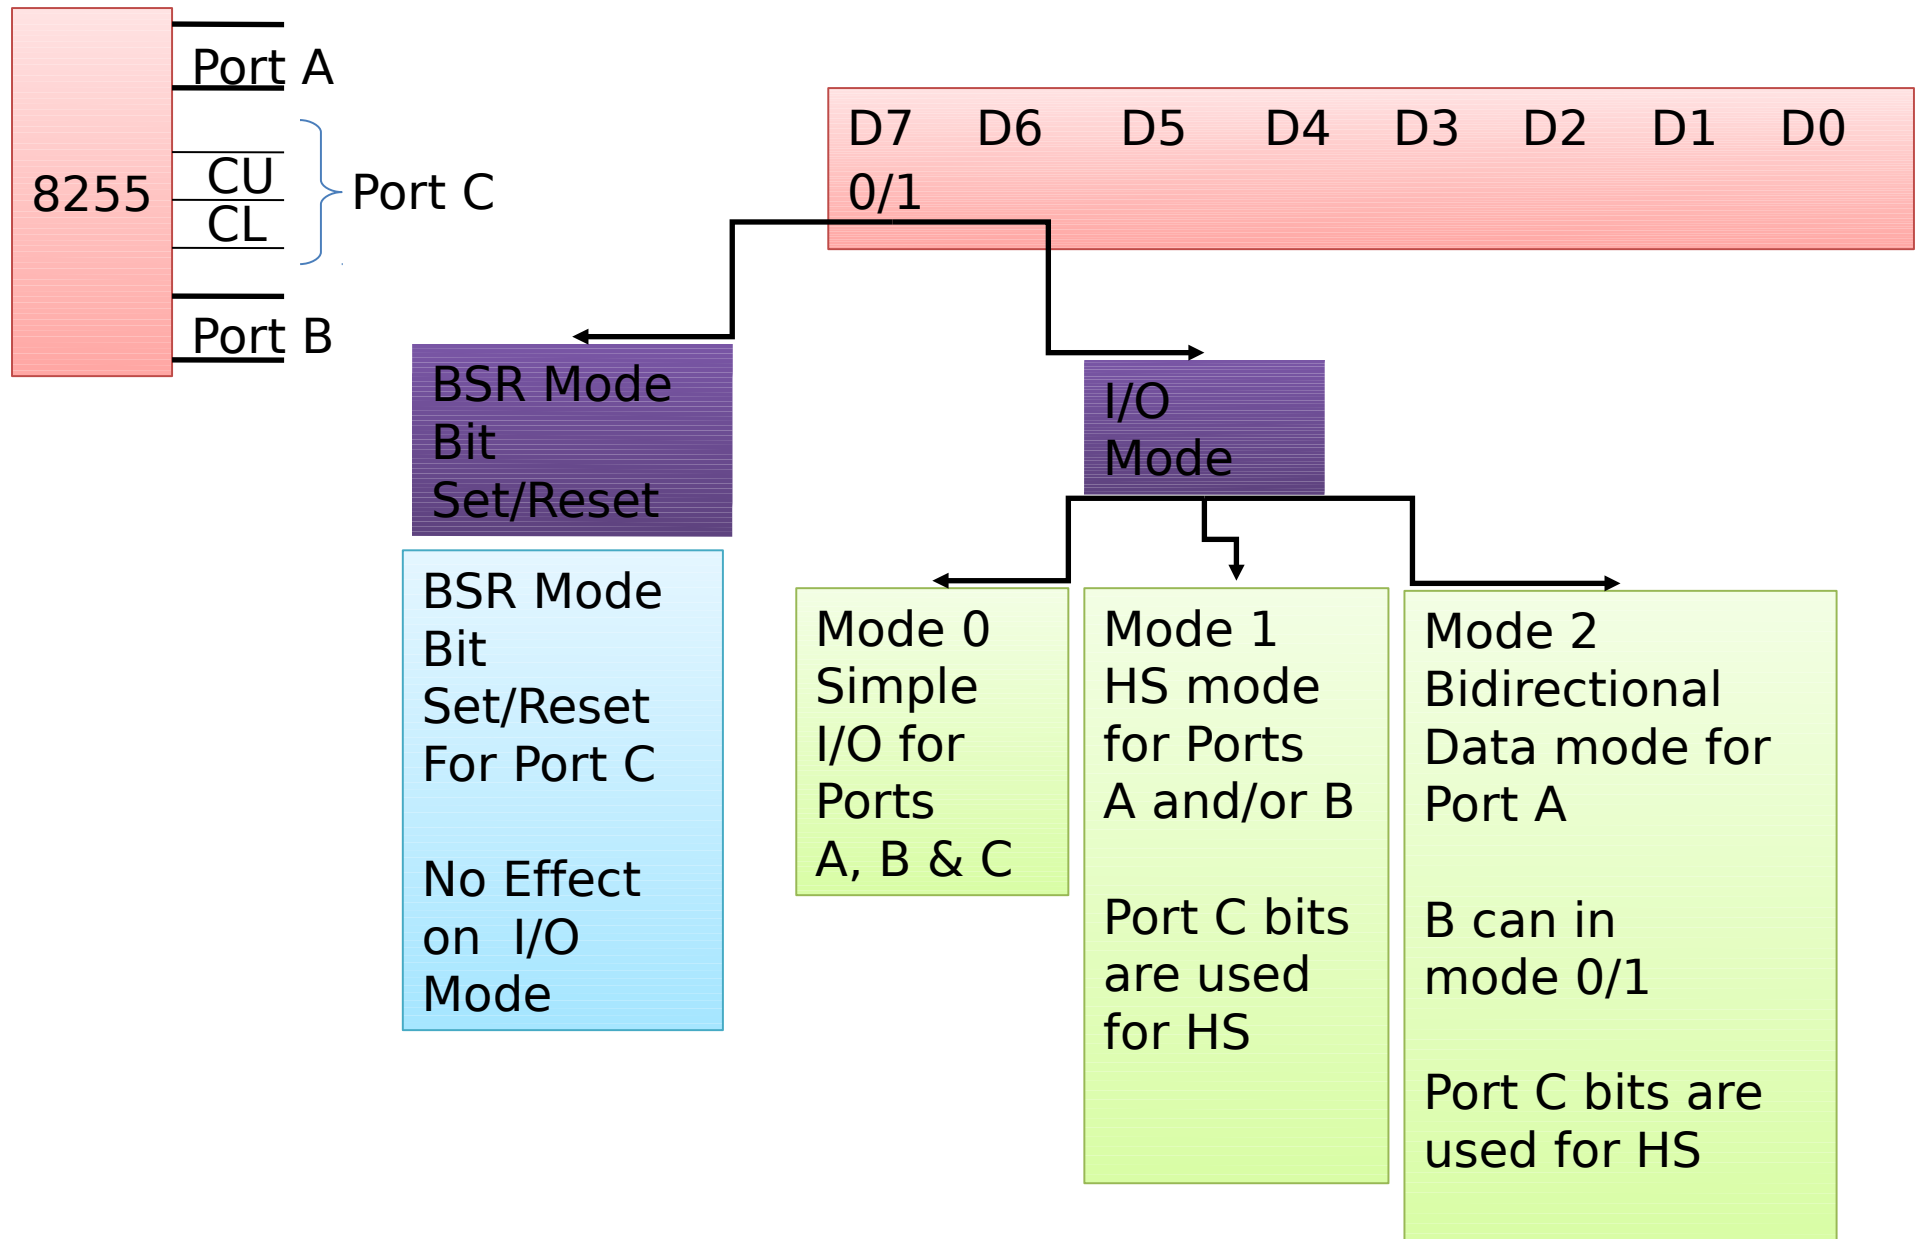 8255
Port A
CU
CL
Port C
Port B
D7 D6 D5 D4 D3 D2 D1 D0
0/1
BSR Mode
Bit
Set/Reset
I/O
Mode
BSR Mode
Bit
Set/Reset
For Port C
No Effect
on I/O
Mode
Mode 0
Simple
I/O for
Ports
A, B & C
Mode 1
HS mode
for Ports
A and/or B
Port C bits
are used
for HS
Mode 2
Bidirectional
Data mode for
Port A
B can in
mode 0/1
Port C bits are
used for HS